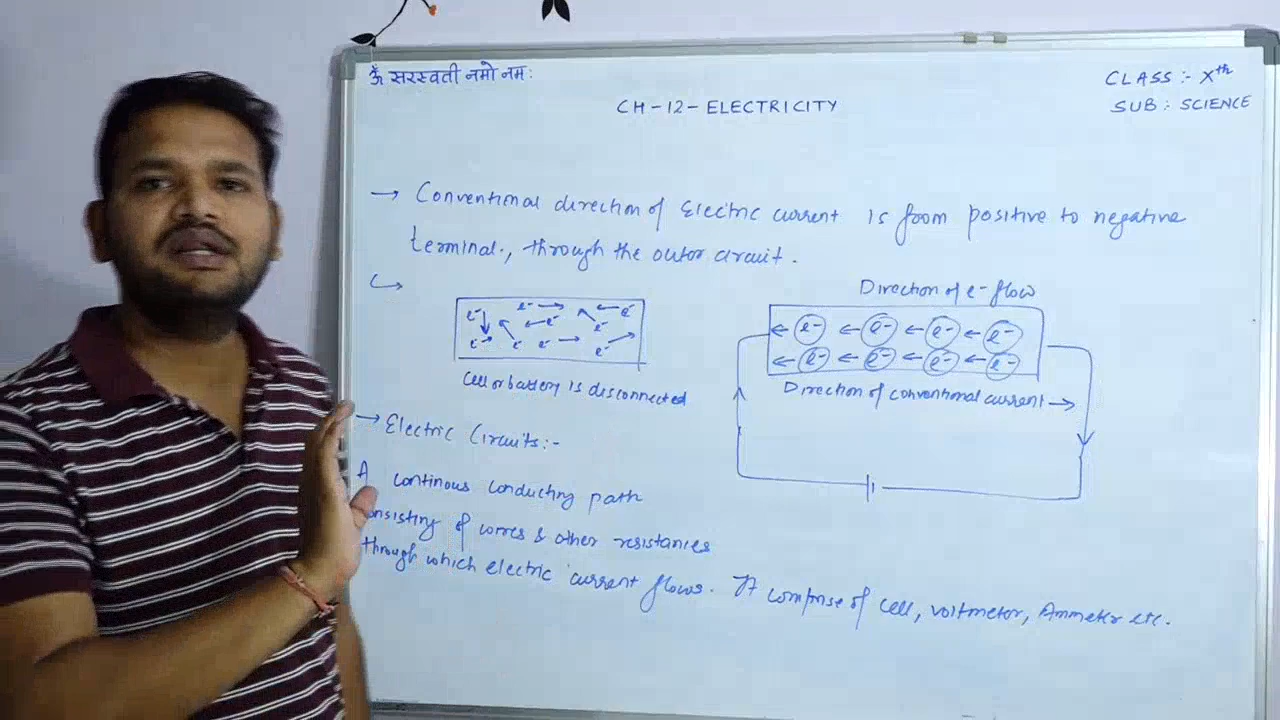 ॐ सरस्वती नमो नमः
CLASS :- Xth
SUB : SCIENCE
CH-12-ELECTRICITY
→ Conventional direction of Electric current is from positive to negative
terminal., through the outor circuit.
Direction of e- flow
e- e- e- e- e- e- e- e- e-
e- e- e- e-
e- e- e- e-
Cell or battery is disconnected
Direction of conventional current →
→ Electric Circuits:-
A continous conducting path
consisting of wires & other resistances
through which electric current flows. It comprise of cell, voltmeter, Ammeter etc.